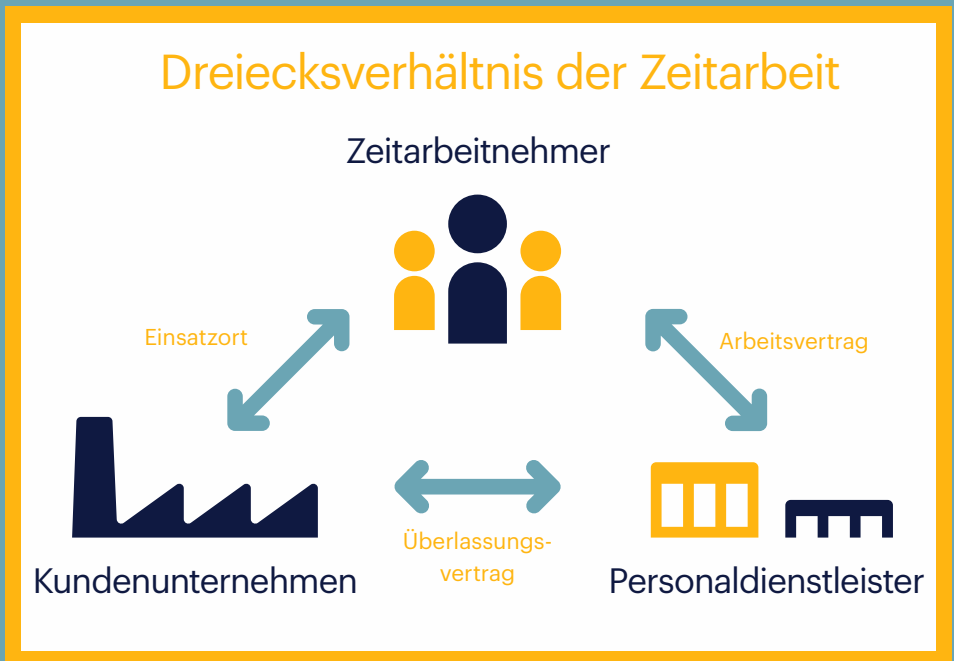 Dreiecksverhältnis der Zeitarbeit
Zeitarbeitnehmer
Einsatzort
Arbeitsvertrag
Überlassungs-
vertrag
Kundenunternehmen
Personaldienstleister